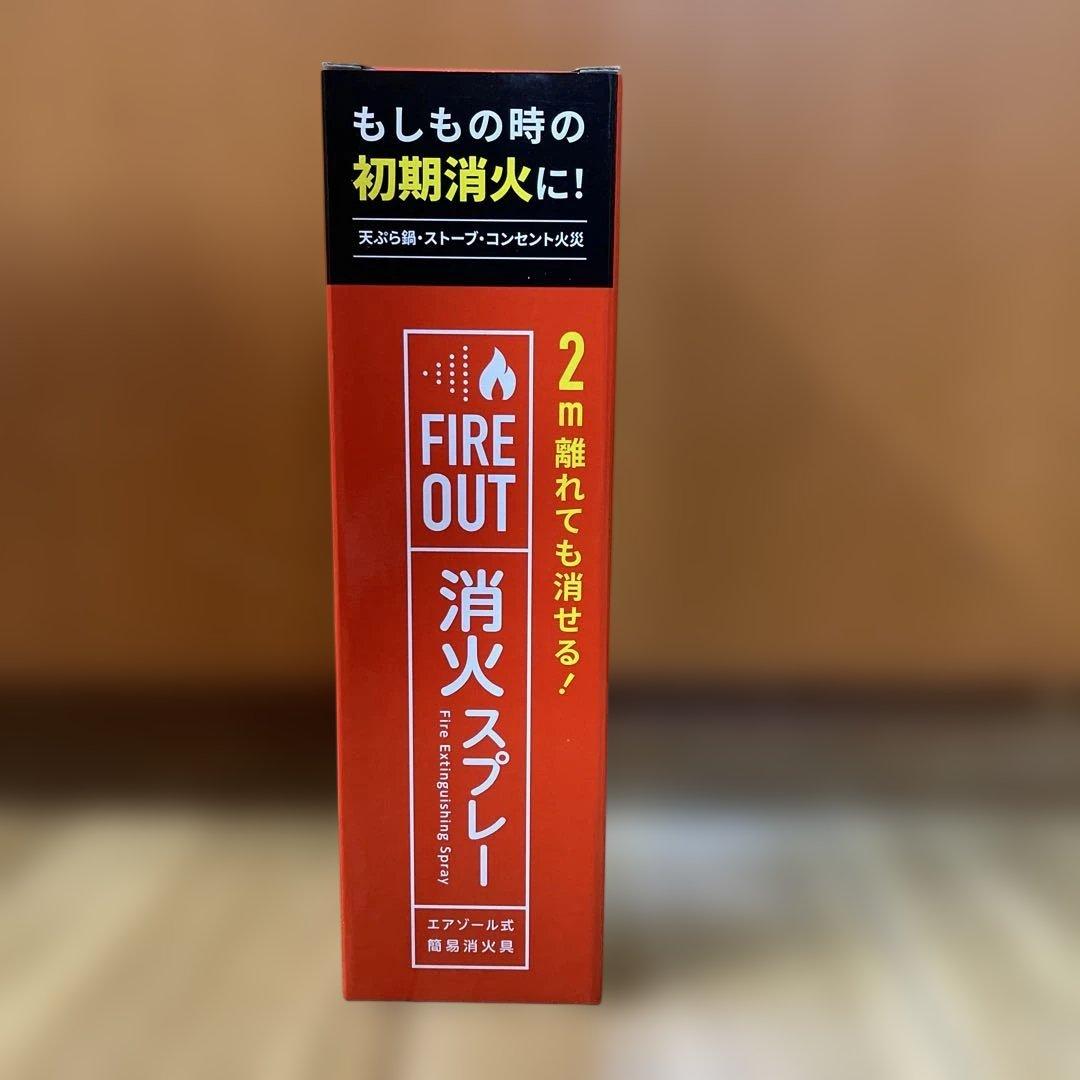 もしもの時の
初期消火に!
天ぷら鍋・ストーブ・コンセント火災
2m離れても消せる!
FIRE
OUT
消火スプレー
Fire Extinguishing Spray
エアゾール式
簡易消火具